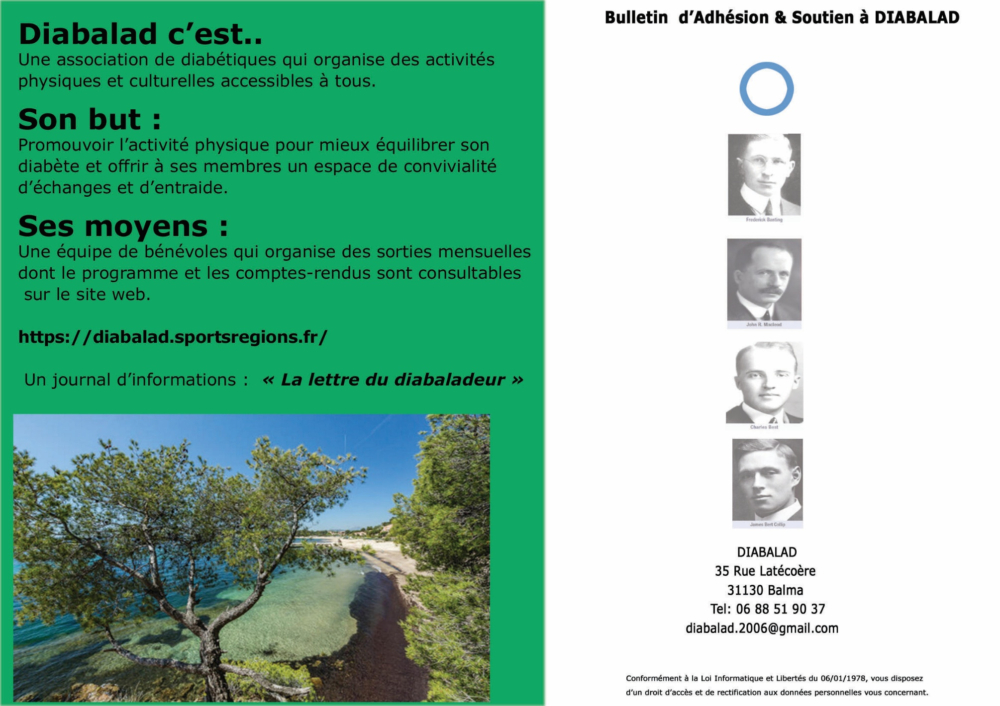 Diabalad c’est..
Une association de diabétiques qui organise des activités
physiques et culturelles accessibles à tous.
Son but :
Promouvoir l’activité physique pour mieux équilibrer son
diabète et offrir à ses membres un espace de convivialité
d’échanges et d’entraide.
Ses moyens :
Une équipe de bénévoles qui organise des sorties mensuelles
dont le programme et les comptes-rendus sont consultables
sur le site web.
https://diabalad.sportsregions.fr/
Un journal d’informations : « La lettre du diabaladeur »
Bulletin d’Adhésion & Soutien à DIABALAD
Frederick Banting
John R. Macleod
Charles Best
James Bert Collip
DIABALAD
35 Rue Latécoère
31130 Balma
Tel: 06 88 51 90 37
diabalad.2006@gmail.com
Conformément à la Loi Informatique et Libertés du 06/01/1978, vous disposez
d’un droit d’accès et de rectification aux données personnelles vous concernant.